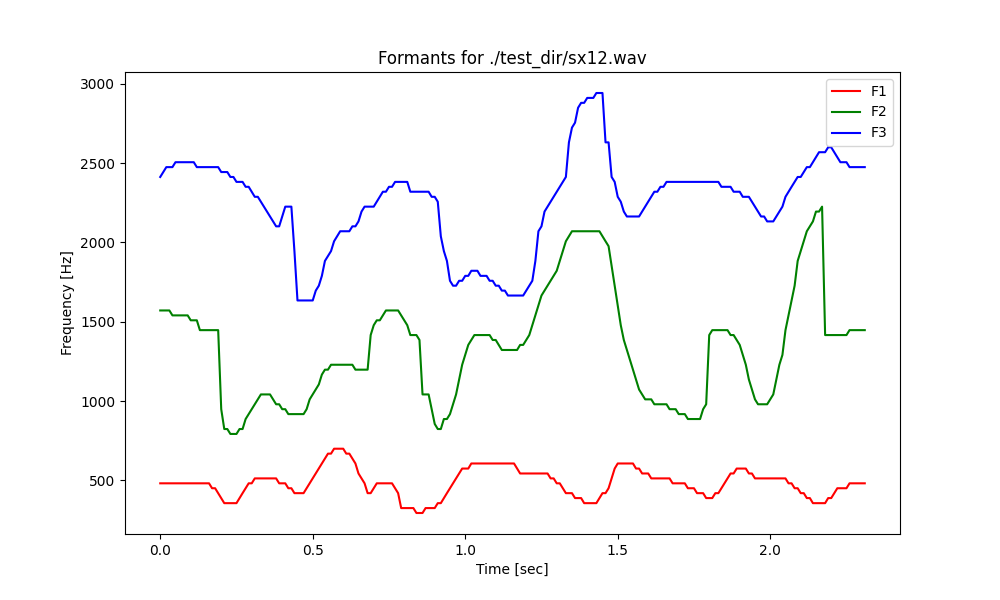 Formants for ./test_dir/sx12.wav
F1
F2
F3
3000
2500
2000
1500
1000
500
Frequency [Hz]
0.0 0.5 1.0 1.5 2.0
Time [sec]